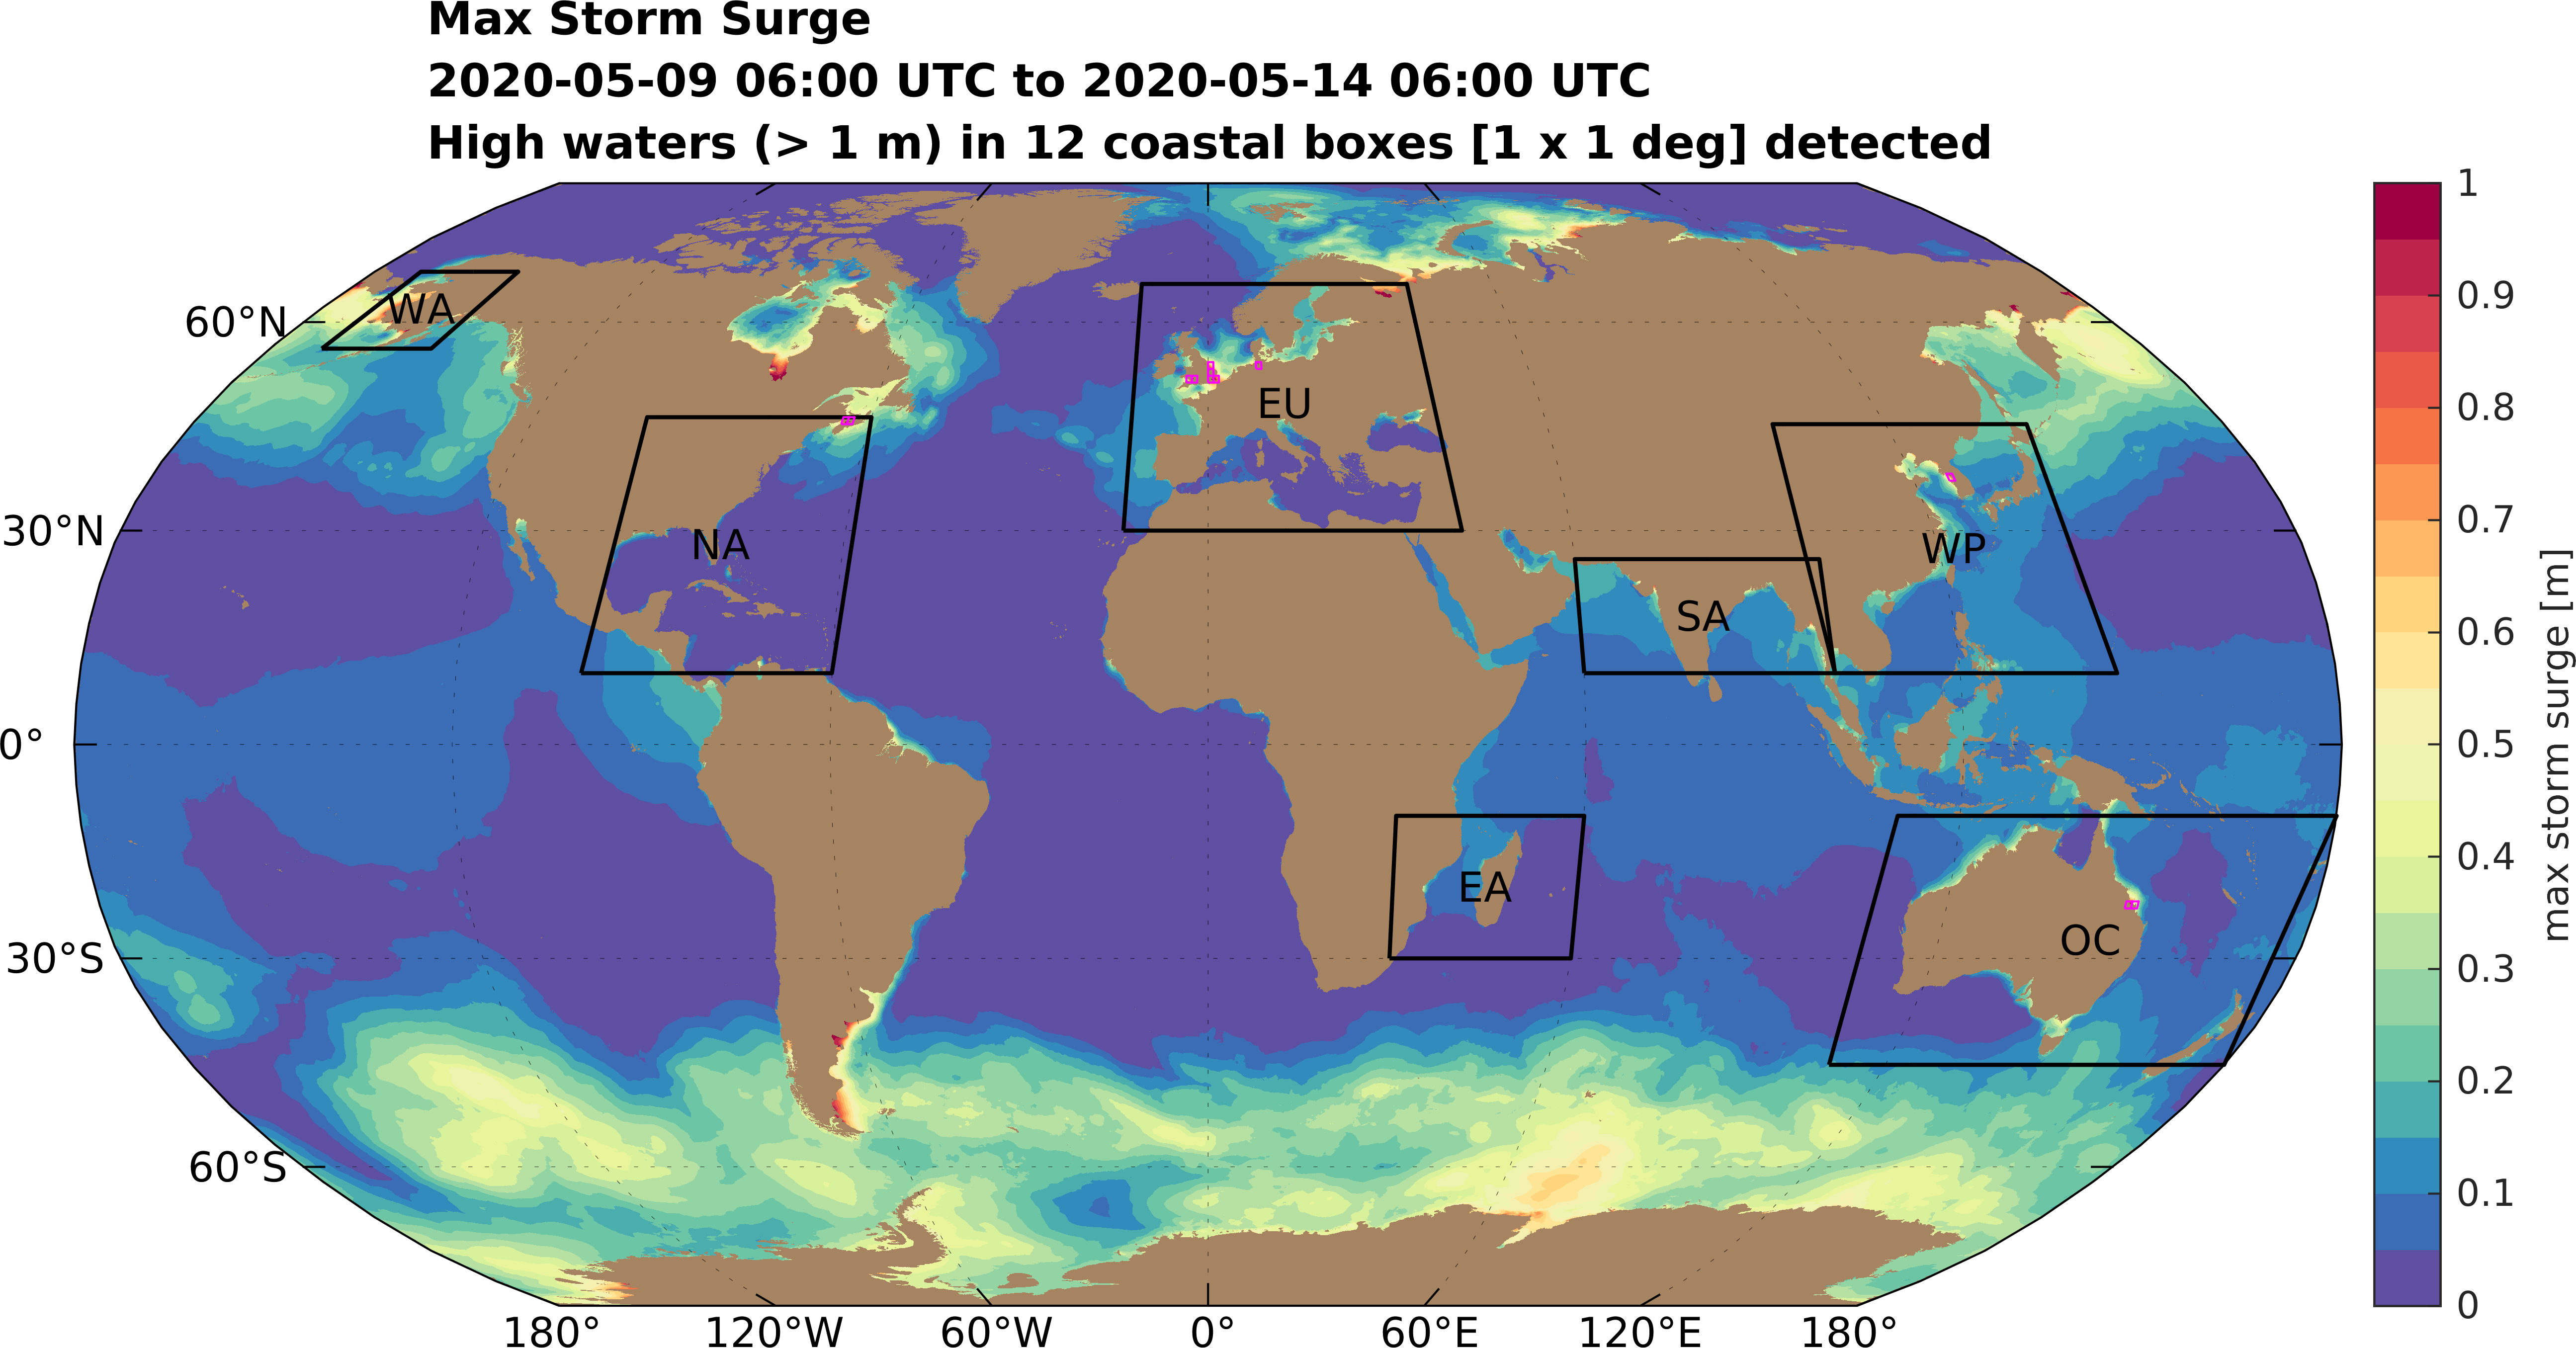 Max Storm Surge
2020-05-09 06:00 UTC to 2020-05-14 06:00 UTC
High waters (> 1 m) in 12 coastal boxes [1 x 1 deg] detected
60°N
30°N
0°
30°S
60°S
WA
NA
EU
SA
WP
EA
OC
180°
120°W
60°W
0°
60°E
120°E
180°
1
0.9
0.8
0.7
0.6
0.5
0.4
0.3
0.2
0.1
0
max storm surge [m]